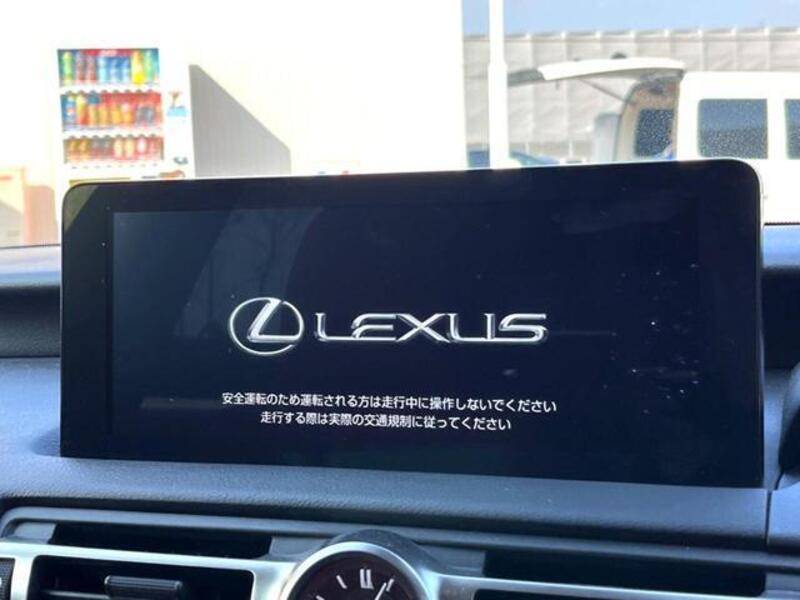 LEXUS
安全運転のため運転される方は走行中に操作しないでください
走行する際は実際の交通規制に従ってください